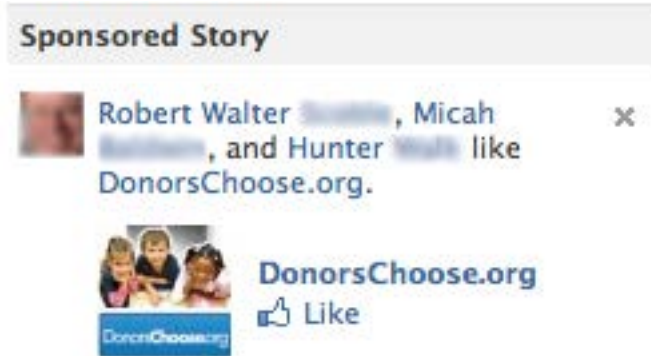 Sponsored Story
Robert Walter , Micah
, and Hunter like
DonorsChoose.org.
DonorsChoose.org
Like
DonorsChoose.org